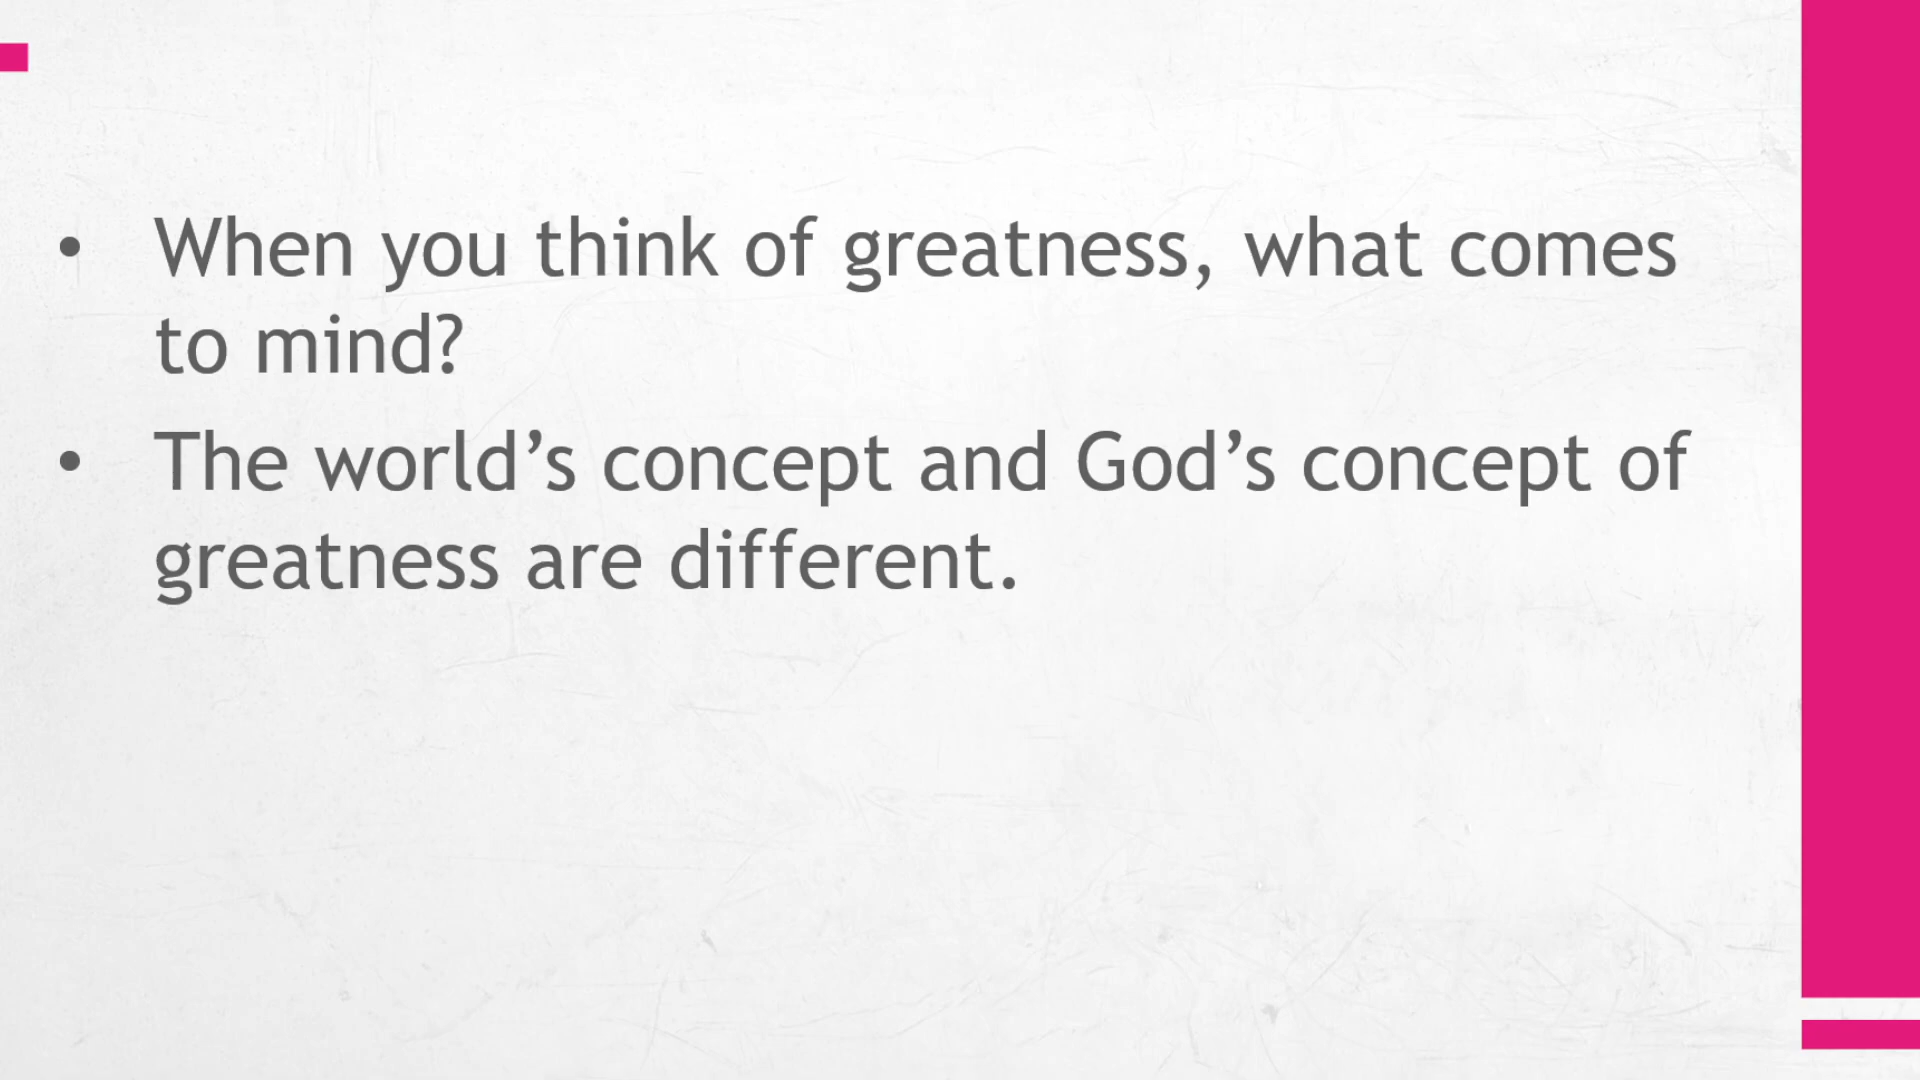 • When you think of greatness, what comes
to mind?
• The world’s concept and God’s concept of
greatness are different.